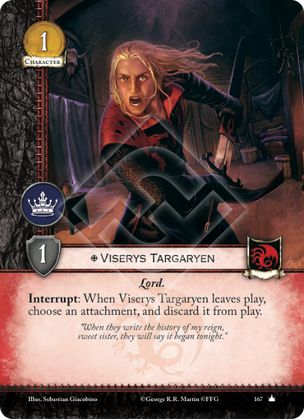 1
Character
1
Viserys Targaryen
Lord.
Interrupt: When Viserys Targaryen leaves play,
choose an attachment, and discard it from play.
"When they write the history of my reign,
sweet sister, they will say it began tonight."
Illus. Sebastian Giacobino
©George R.R. Martin ©FFG
167